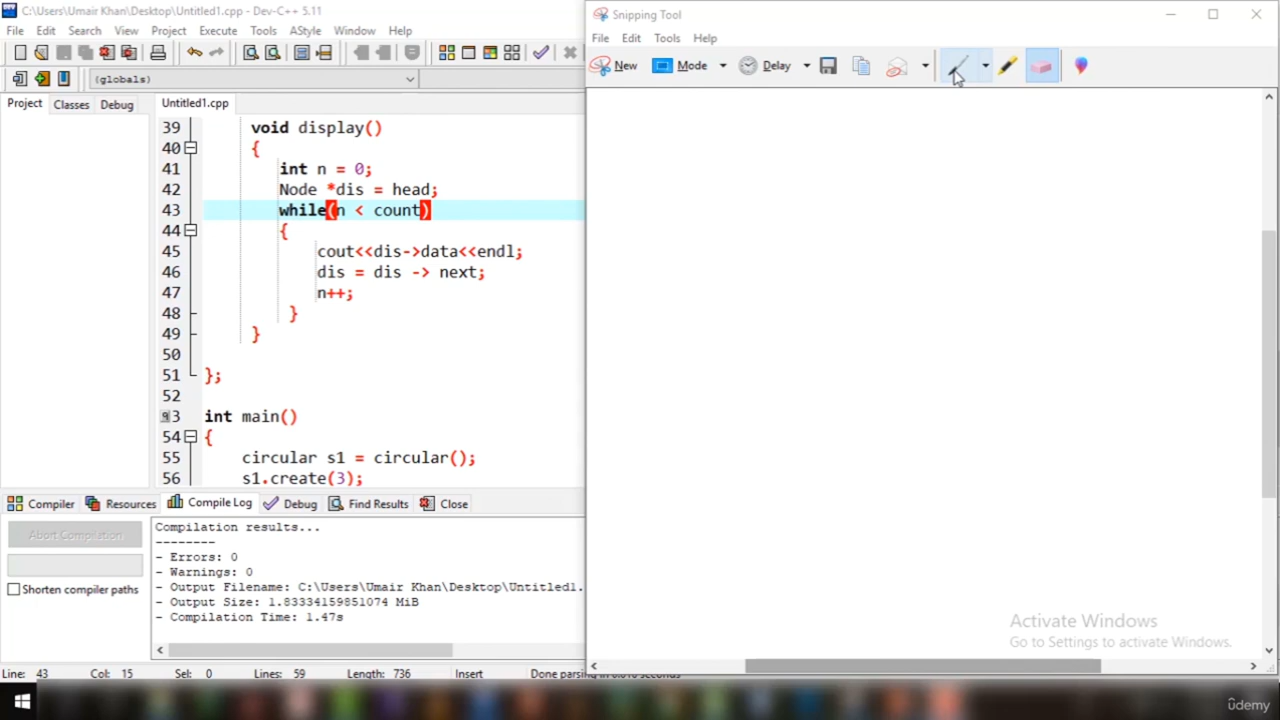 C:\Users\Umair Khan\Desktop\Untitled1.cpp - Dev-C++ 5.11
File Edit Search View Project Execute Tools AStyle Window Help
(globals)
Project Classes Debug
Untitled1.cpp
39 void display()
40 {
41 int n = 0;
42 Node *dis = head;
43 while(n < count)
44 {
45 cout<<dis->data<<endl;
46 dis = dis -> next;
47 n++;
48 }
49 }
50
51 };
52
53 int main()
54 {
55 circular s1 = circular();
56 s1.create(3);
Compiler Resources Compile Log Debug Find Results Close
Abort Compilation
Shorten compiler paths
Compilation results...
--------
- Errors: 0
- Warnings: 0
- Output Filename: C:\Users\Umair Khan\Desktop\Untitled1.
- Output Size: 1.83334159851074 MiB
- Compilation Time: 1.47s
Line: 43 Col: 15 Sel: 0 Lines: 59 Length: 736 Insert Done parsing in 0.016 seconds
Snipping Tool
File Edit Tools Help
New Mode Delay
Activate Windows
Go to Settings to activate Windows.
ûdemy